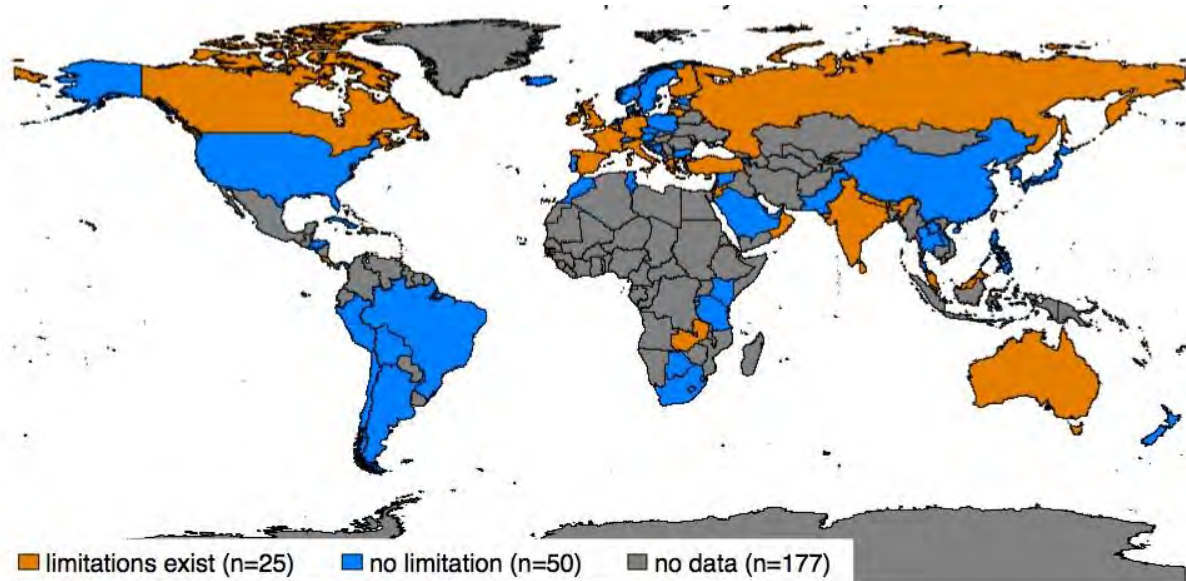 limitations exist (n=25) no limitation (n=50) no data (n=177)